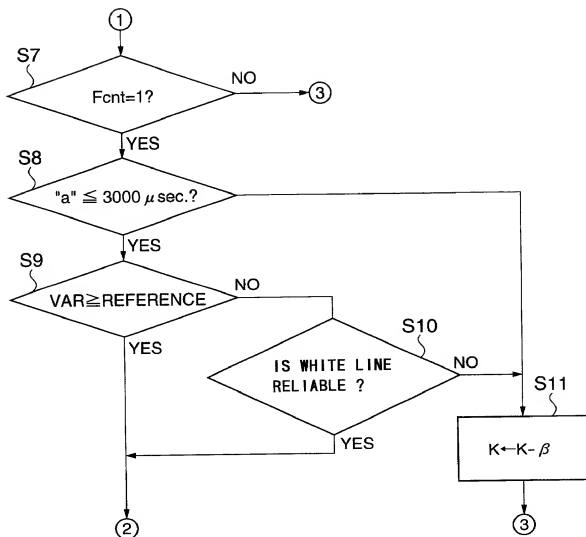 ①
S7
Fcnt=1?
NO
③
YES
S8
"a" ≦ 3000 μ sec.?
YES
S9
VAR≧REFERENCE
NO
YES
S10
IS WHITE LINE
RELIABLE ?
NO
YES
S11
K←K-β
②
③